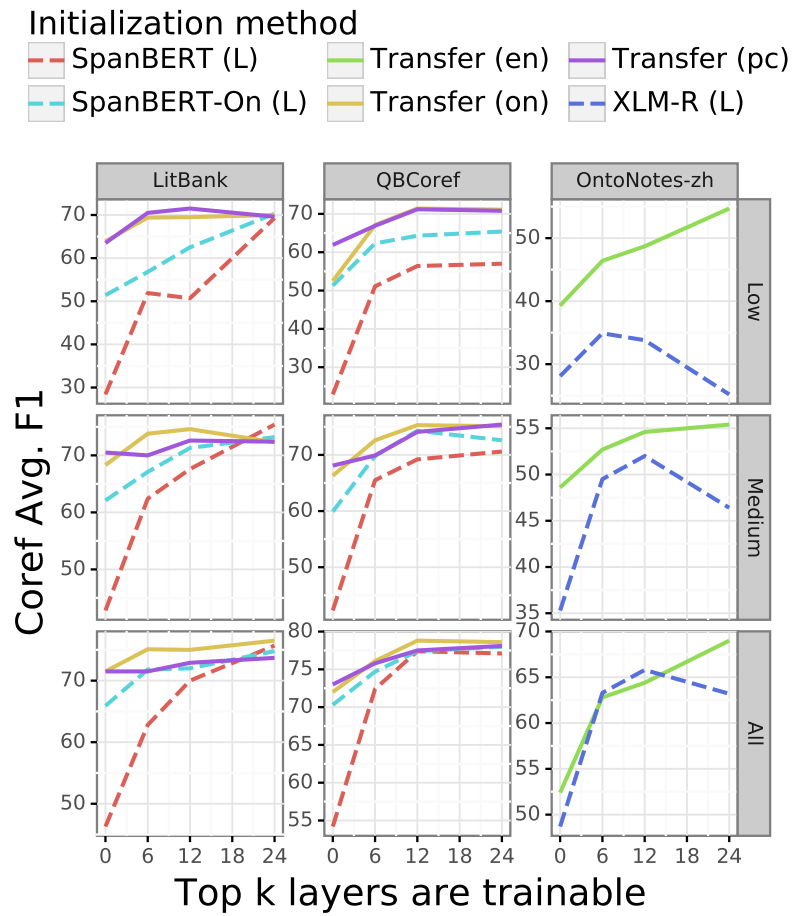 Initialization method
SpanBERT (L) Transfer (en) Transfer (pc)
SpanBERT-On (L) Transfer (on) XLM-R (L)
LitBank QBCoref OntoNotes-zh
70 60 50 40 30
70 60 50 40 30
50 40 30
Low
70 60 50
70 60 50
55 50 45 40 35
Medium
70 60 50
80 75 70 65 60 55
70 65 60 55 50
All
0 6 12 18 24 0 6 12 18 24 0 6 12 18 24
Coref Avg. F1
Top k layers are trainable